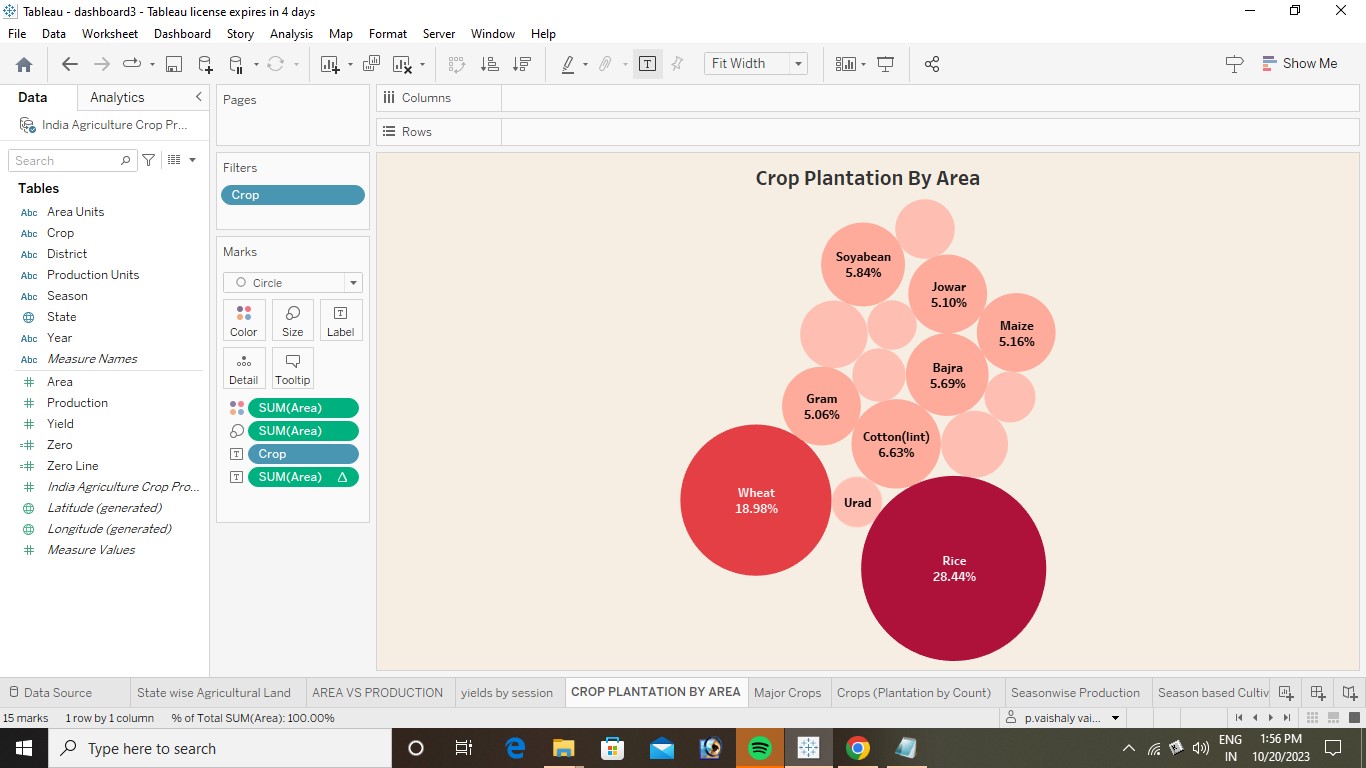 Tableau - dashboard3 - Tableau license expires in 4 days
File Data Worksheet Dashboard Story Analysis Map Format Server Window Help
Fit Width
Show Me
Data Analytics
India Agriculture Crop Pr...
Search
Tables
Abc Area Units
Abc Crop
Abc District
Abc Production Units
Abc Season
State
Abc Year
Abc Measure Names
Area
Production
Yield
Zero
Zero Line
India Agriculture Crop Pro...
Latitude (generated)
Longitude (generated)
Measure Values
Pages
Filters
Crop
Marks
Circle
Color Size Label
Detail Tooltip
SUM(Area)
SUM(Area)
Crop
SUM(Area) Δ
Columns
Rows
Crop Plantation By Area
Soyabean
5.84%
Jowar
5.10%
Maize
5.16%
Bajra
5.69%
Gram
5.06%
Cotton(lint)
6.63%
Wheat
18.98%
Urad
Rice
28.44%
Data Source State wise Agricultural Land AREA VS PRODUCTION yields by session CROP PLANTATION BY AREA Major Crops Crops (Plantation by Count) Seasonwise Production Season based Cultiv
15 marks 1 row by 1 column % of Total SUM(Area): 100.00%
p.vaishaly vai...
Type here to search
ENG
IN
1:56 PM
10/20/2023